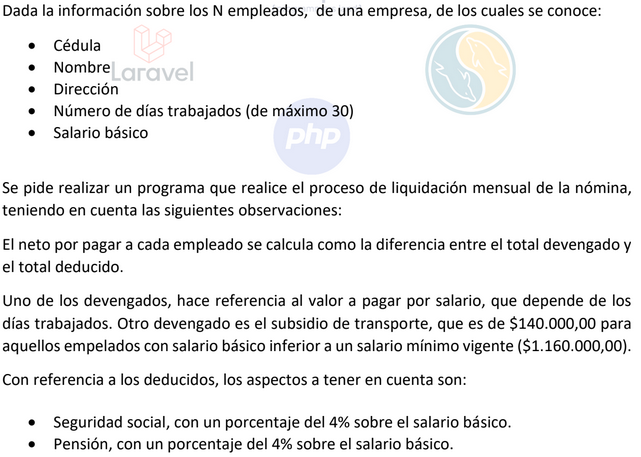 Dada la información sobre los N empleados, de una empresa, de los cuales se conoce:
• Cédula
• Nombre
Laravel
• Dirección
• Número de días trabajados (de máximo 30)
• Salario básico
php
Se pide realizar un programa que realice el proceso de liquidación mensual de la nómina,
teniendo en cuenta las siguientes observaciones:
El neto por pagar a cada empleado se calcula como la diferencia entre el total devengado y
el total deducido.
Uno de los devengados, hace referencia al valor a pagar por salario, que depende de los
días trabajados. Otro devengado es el subsidio de transporte, que es de $140.000,00 para
aquellos empelados con salario básico inferior a un salario mínimo vigente ($1.160.000,00).
Con referencia a los deducidos, los aspectos a tener en cuenta son:
• Seguridad social, con un porcentaje del 4% sobre el salario básico.
• Pensión, con un porcentaje del 4% sobre el salario básico.